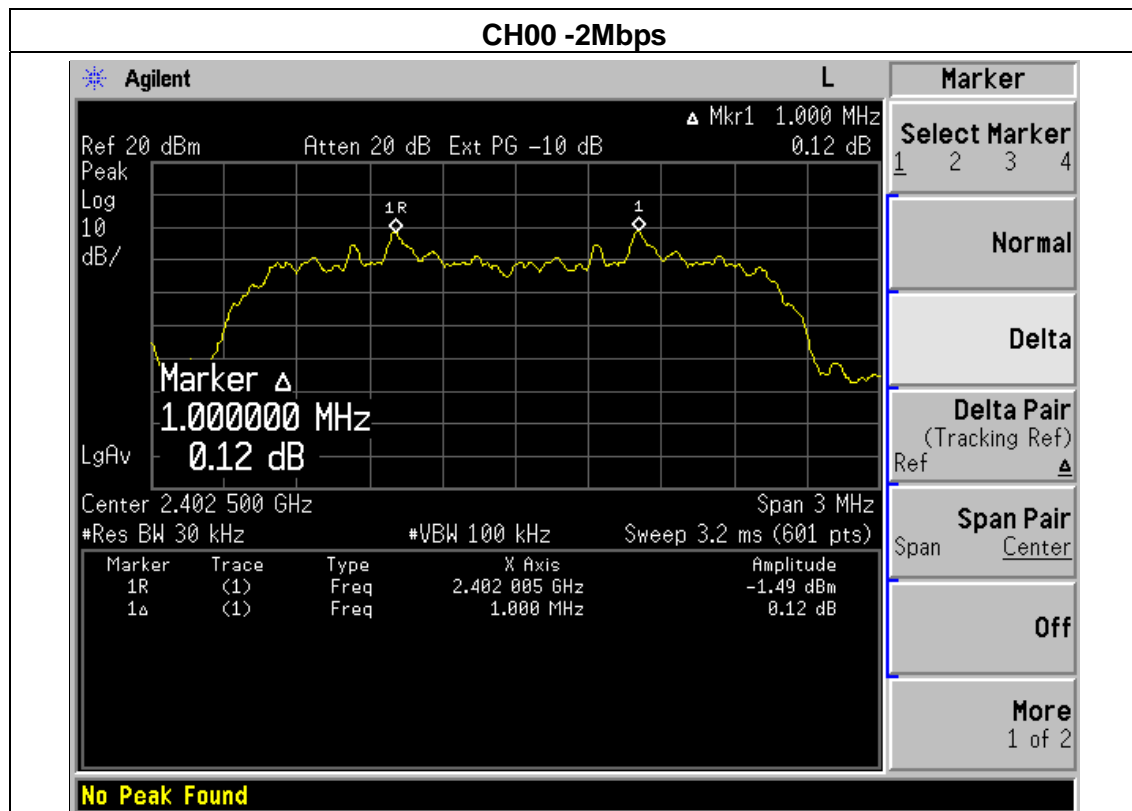 CH00 -2Mbps
Agilent L
Δ Mkr1 1.000 MHz
Ref 20 dBm Atten 20 dB Ext PG -10 dB 0.12 dB
Peak
Log
10
dB/
1R
1
Marker Δ
1.000000 MHz
0.12 dB
LgAv
Center 2.402 500 GHz Span 3 MHz
#Res BW 30 kHz #VBW 100 kHz Sweep 3.2 ms (601 pts)
Marker Trace Type X Axis Amplitude
1R (1) Freq 2.402 005 GHz -1.49 dBm
1Δ (1) Freq 1.000 MHz 0.12 dB
No Peak Found
Marker
Select Marker
1 2 3 4
Normal
Delta
Delta Pair
(Tracking Ref)
Ref Δ
Span Pair
Span Center
Off
More
1 of 2